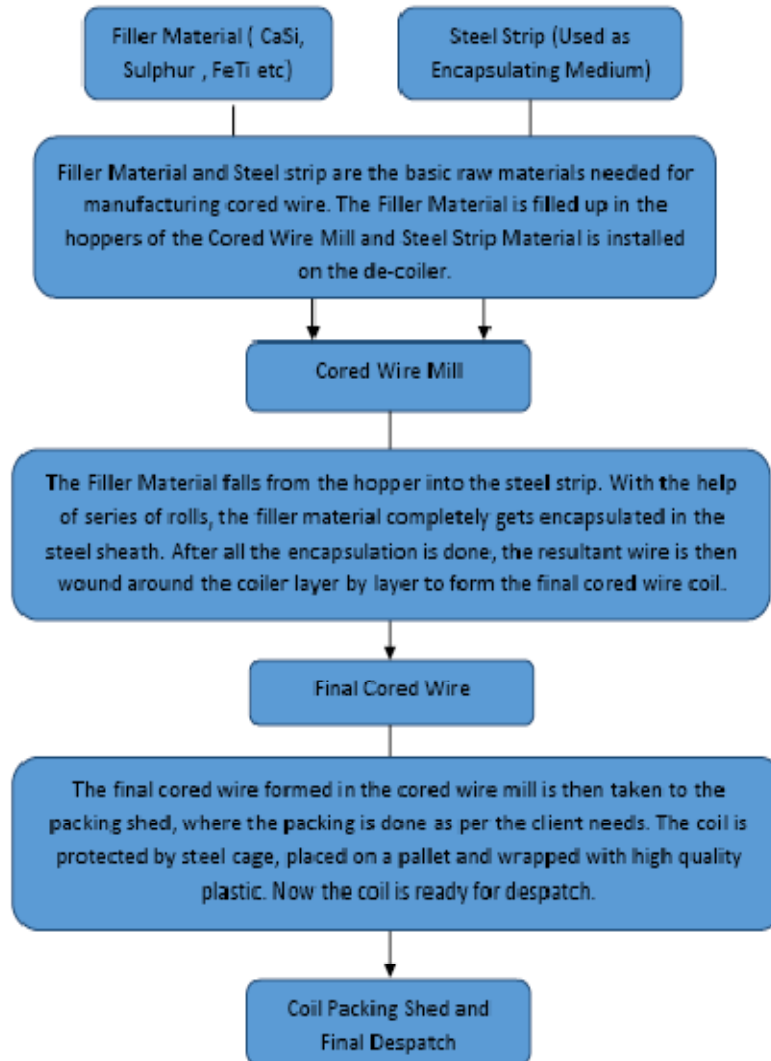 Filler Material ( CaSi,
Sulphur , FeTi etc)
Steel Strip (Used as
Encapsulating Medium)
Filler Material and Steel strip are the basic raw materials needed for
manufacturing cored wire. The Filler Material is filled up in the
hoppers of the Cored Wire Mill and Steel Strip Material is installed
on the de-coiler.
Cored Wire Mill
The Filler Material falls from the hopper into the steel strip. With the help
of series of rolls, the filler material completely gets encapsulated in the
steel sheath. After all the encapsulation is done, the resultant wire is then
wound around the coiler layer by layer to form the final cored wire coil.
Final Cored Wire
The final cored wire formed in the cored wire mill is then taken to the
packing shed, where the packing is done as per the client needs. The coil is
protected by steel cage, placed on a pallet and wrapped with high quality
plastic. Now the coil is ready for despatch.
Coil Packing Shed and
Final Despatch